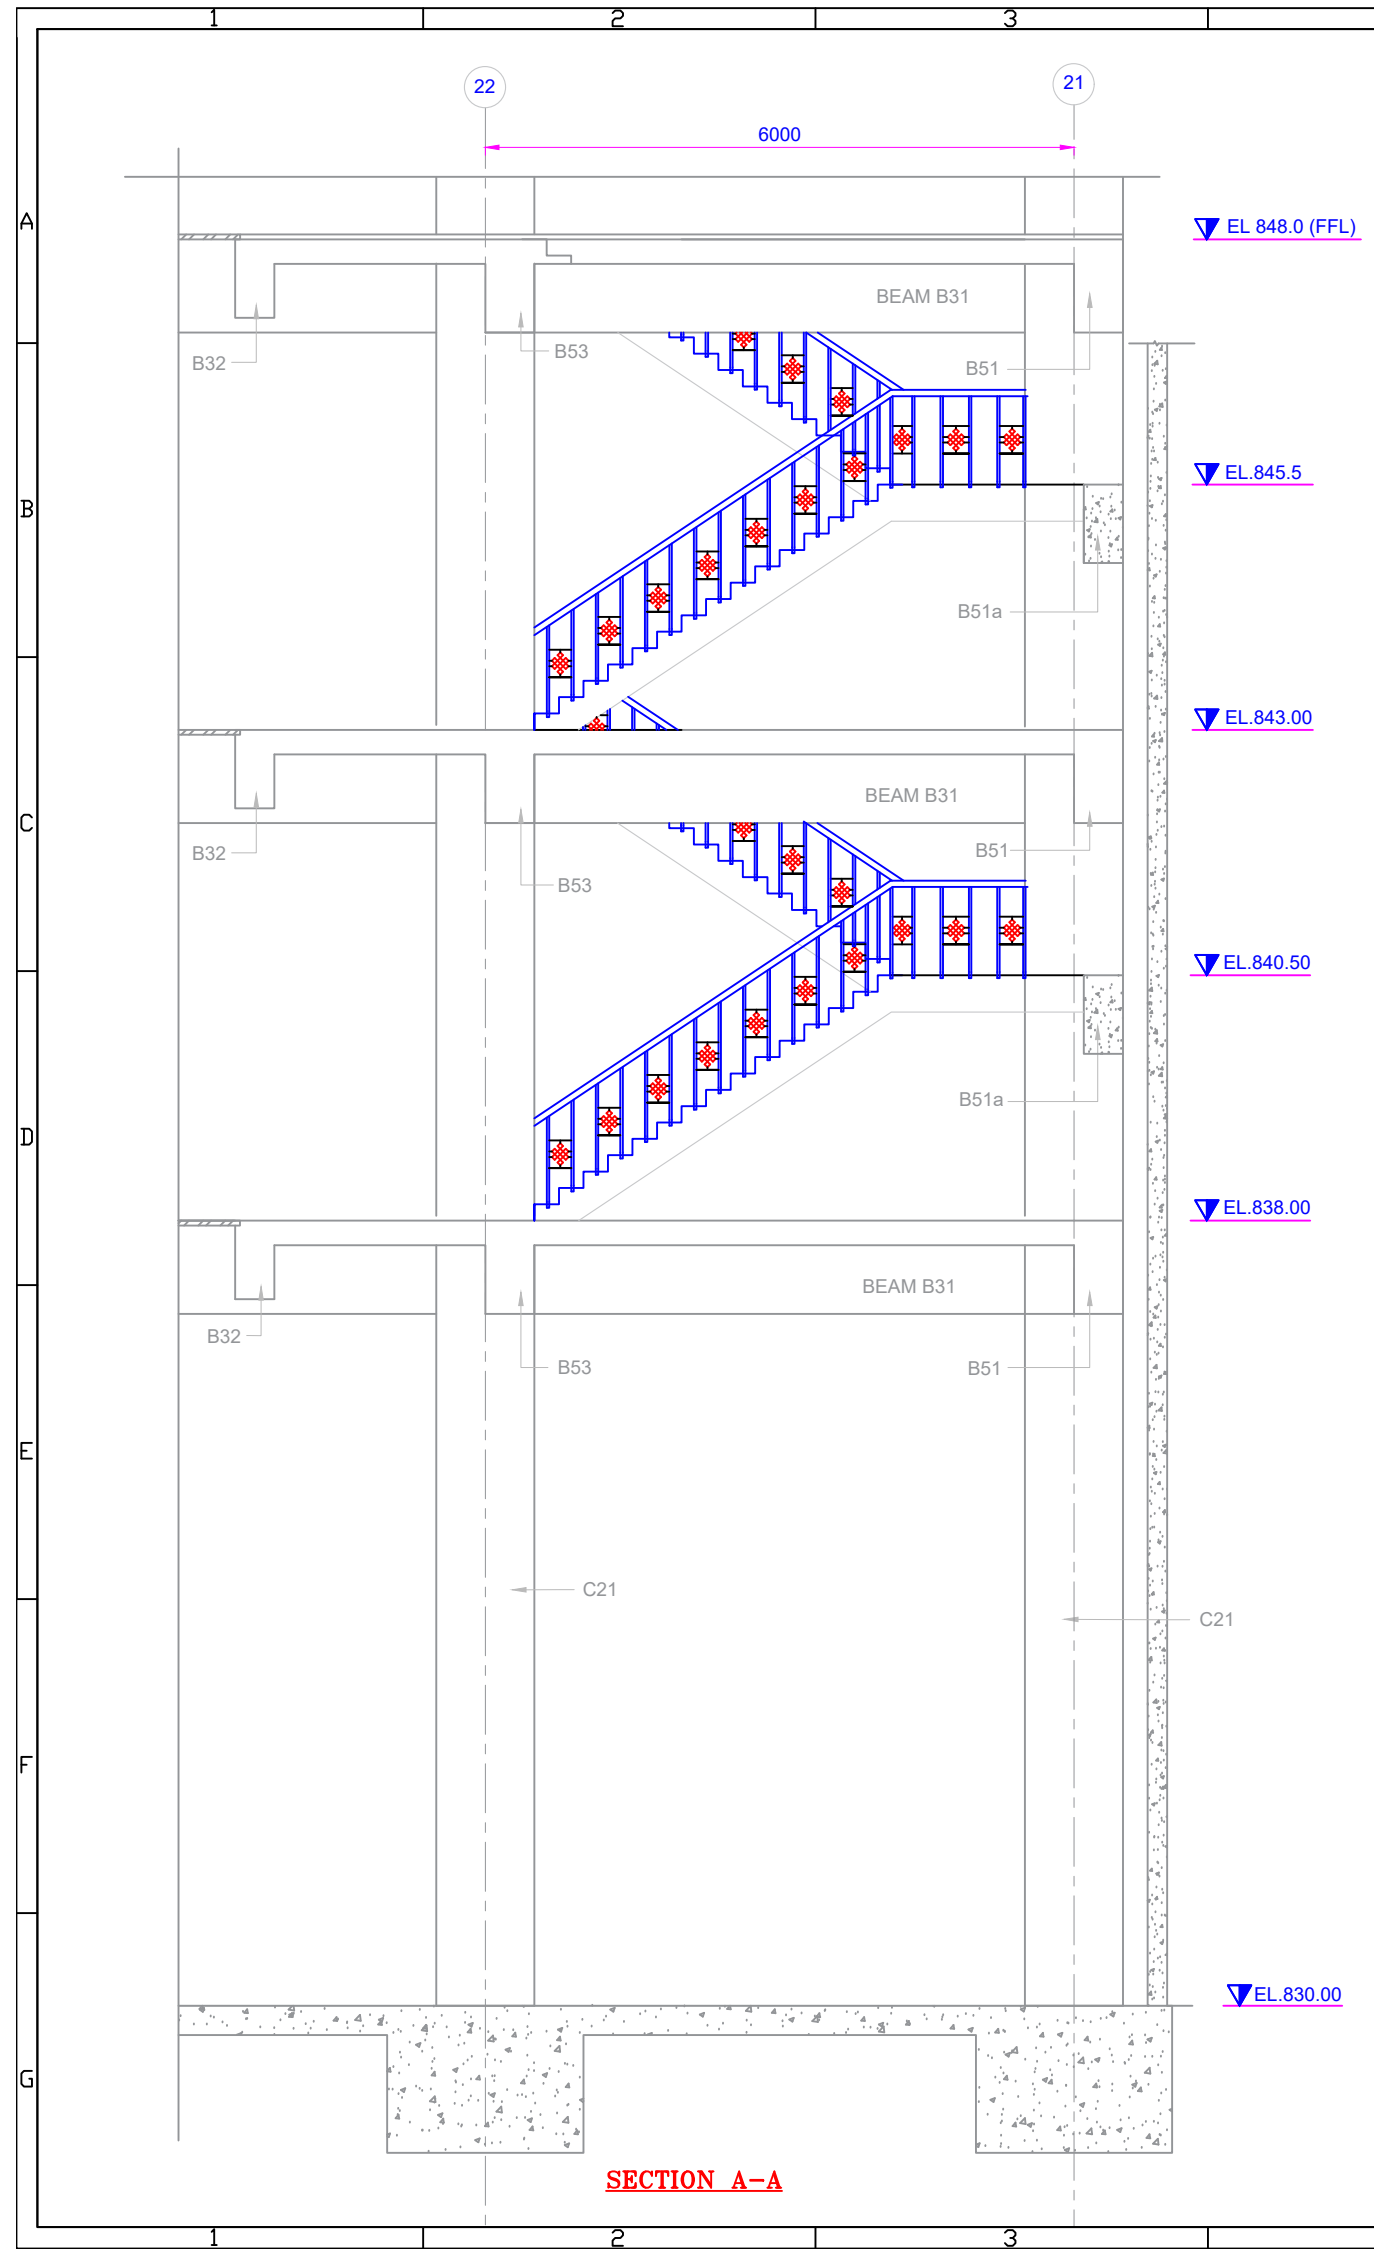 1 2 3
22 21
6000
A
EL 848.0 (FFL)
BEAM B31
B32 B53 B51
EL.845.5
B
B51a
EL.843.00
BEAM B31
C
B32 B53 B51
EL.840.50
B51a
D
EL.838.00
BEAM B31
B32 B53 B51
E
C21
C21
F
EL.830.00
G
SECTION A-A
1 2 3